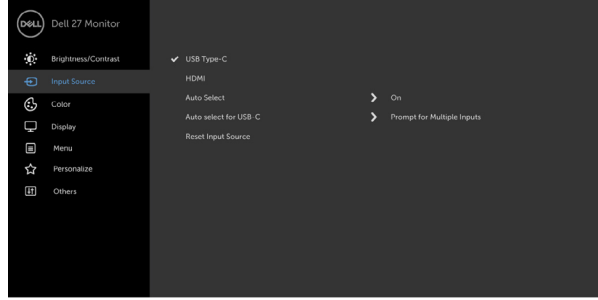 DELL
Dell 27 Monitor
Brightness/Contrast
Input Source
Color
Display
Menu
Personalize
Others
USB Type-C
HDMI
Auto Select On
Auto select for USB-C Prompt for Multiple Inputs
Reset Input Source